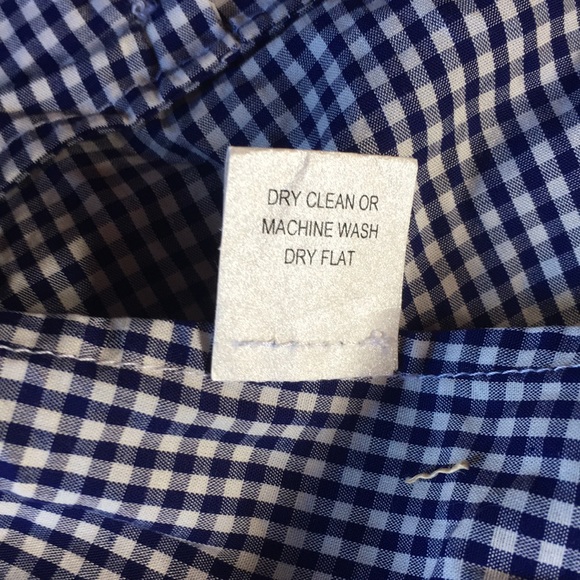 DRY CLEAN OR
MACHINE WASH
DRY FLAT